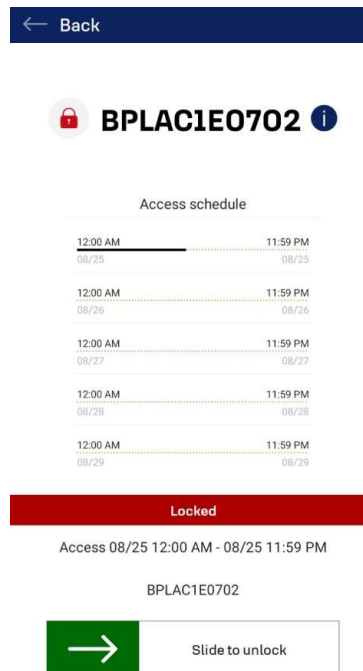 Back
BPLAC1E0702 i
Access schedule
12:00 AM 11:59 PM
08/25 08/25
12:00 AM 11:59 PM
08/26 08/26
12:00 AM 11:59 PM
08/27 08/27
12:00 AM 11:59 PM
08/28 08/28
12:00 AM 11:59 PM
08/29 08/29
Locked
Access 08/25 12:00 AM - 08/25 11:59 PM
BPLAC1E0702
Slide to unlock